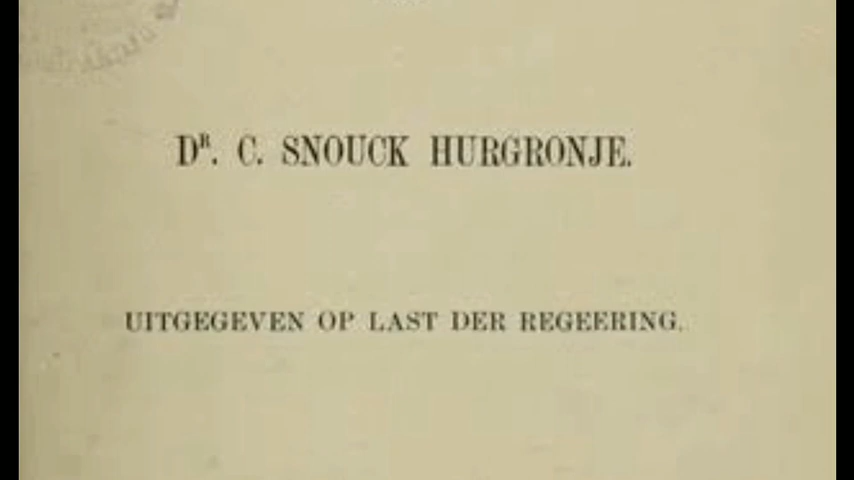 Dᴿ. C. SNOUCK HURGRONJE.
UITGEGEVEN OP LAST DER REGEERING.